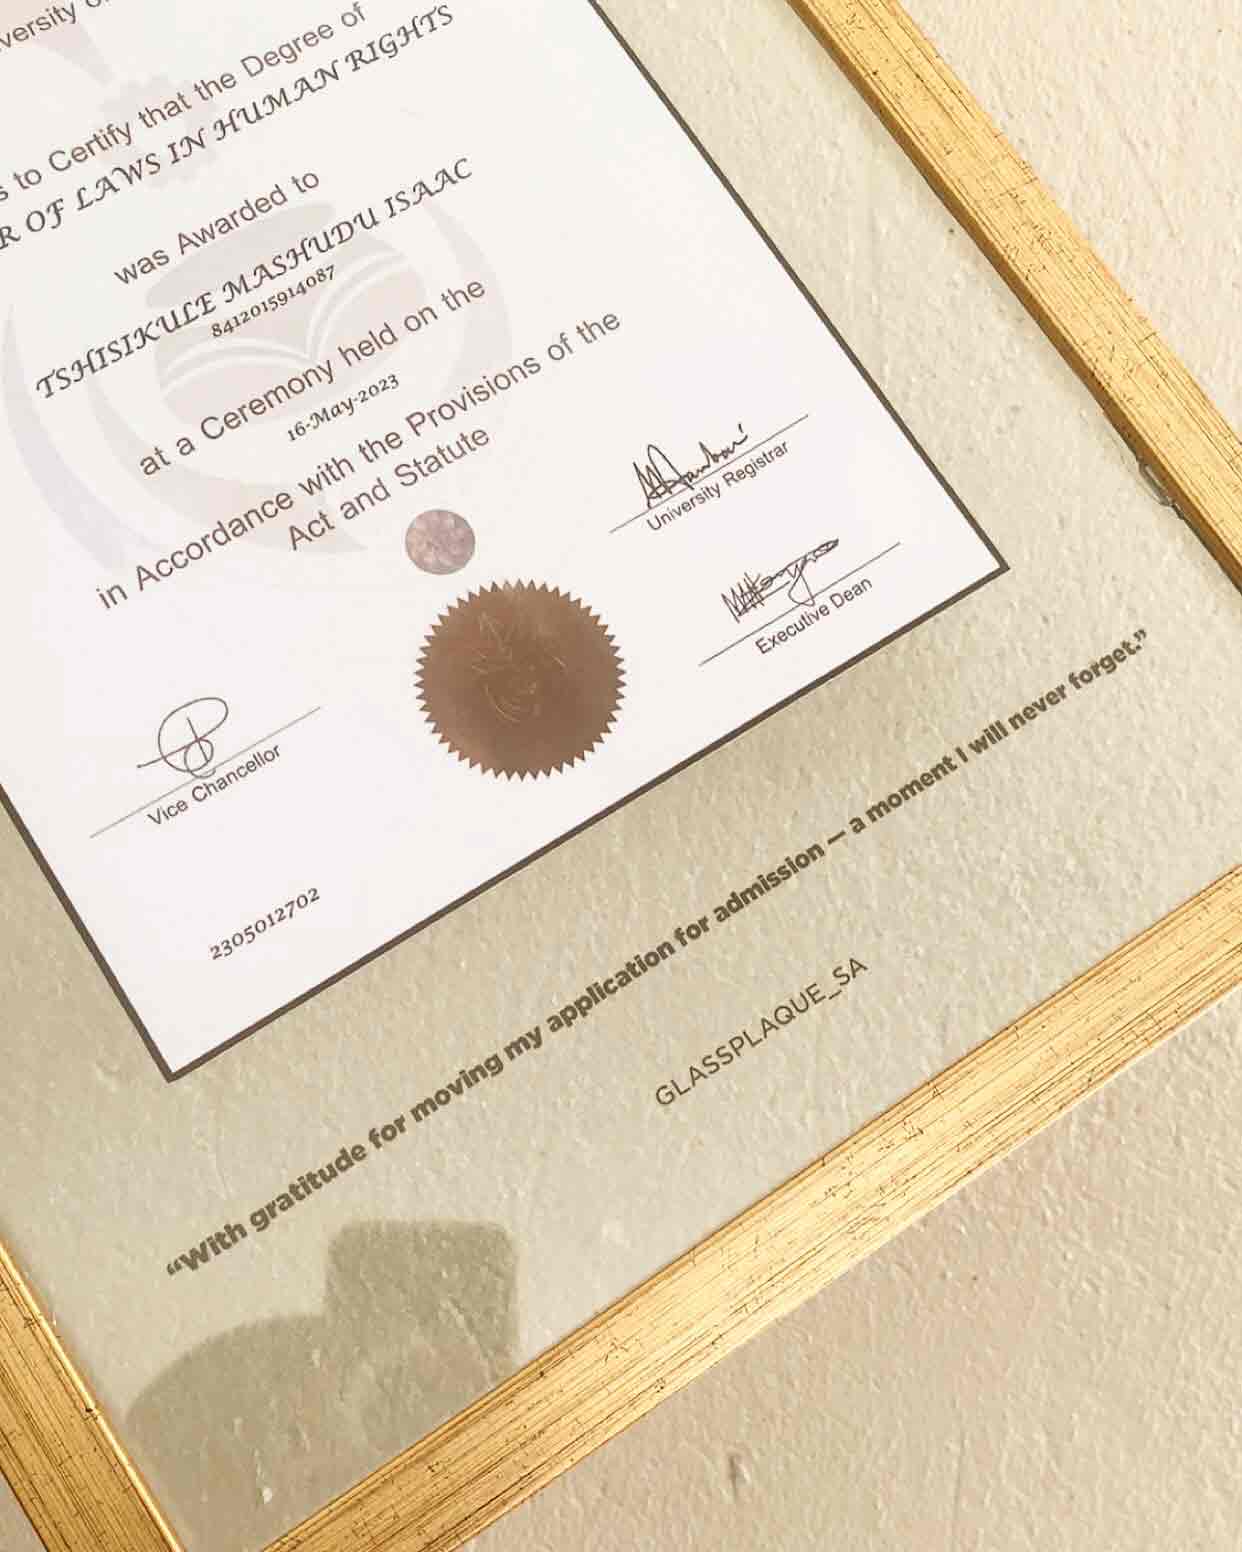 s to Certify that the Degree of
R OF LAWS IN HUMAN RIGHTS
was Awarded to
TSHISIKULE MASHUDU ISAAC
8412015914087
at a Ceremony held on the
16-May-2023
in Accordance with the Provisions of the
Act and Statute
University Registrar
Executive Dean
Vice Chancellor
2305012702
“With gratitude for moving my application for admission – a moment I will never forget.”
GLASSPLAQUE_SA